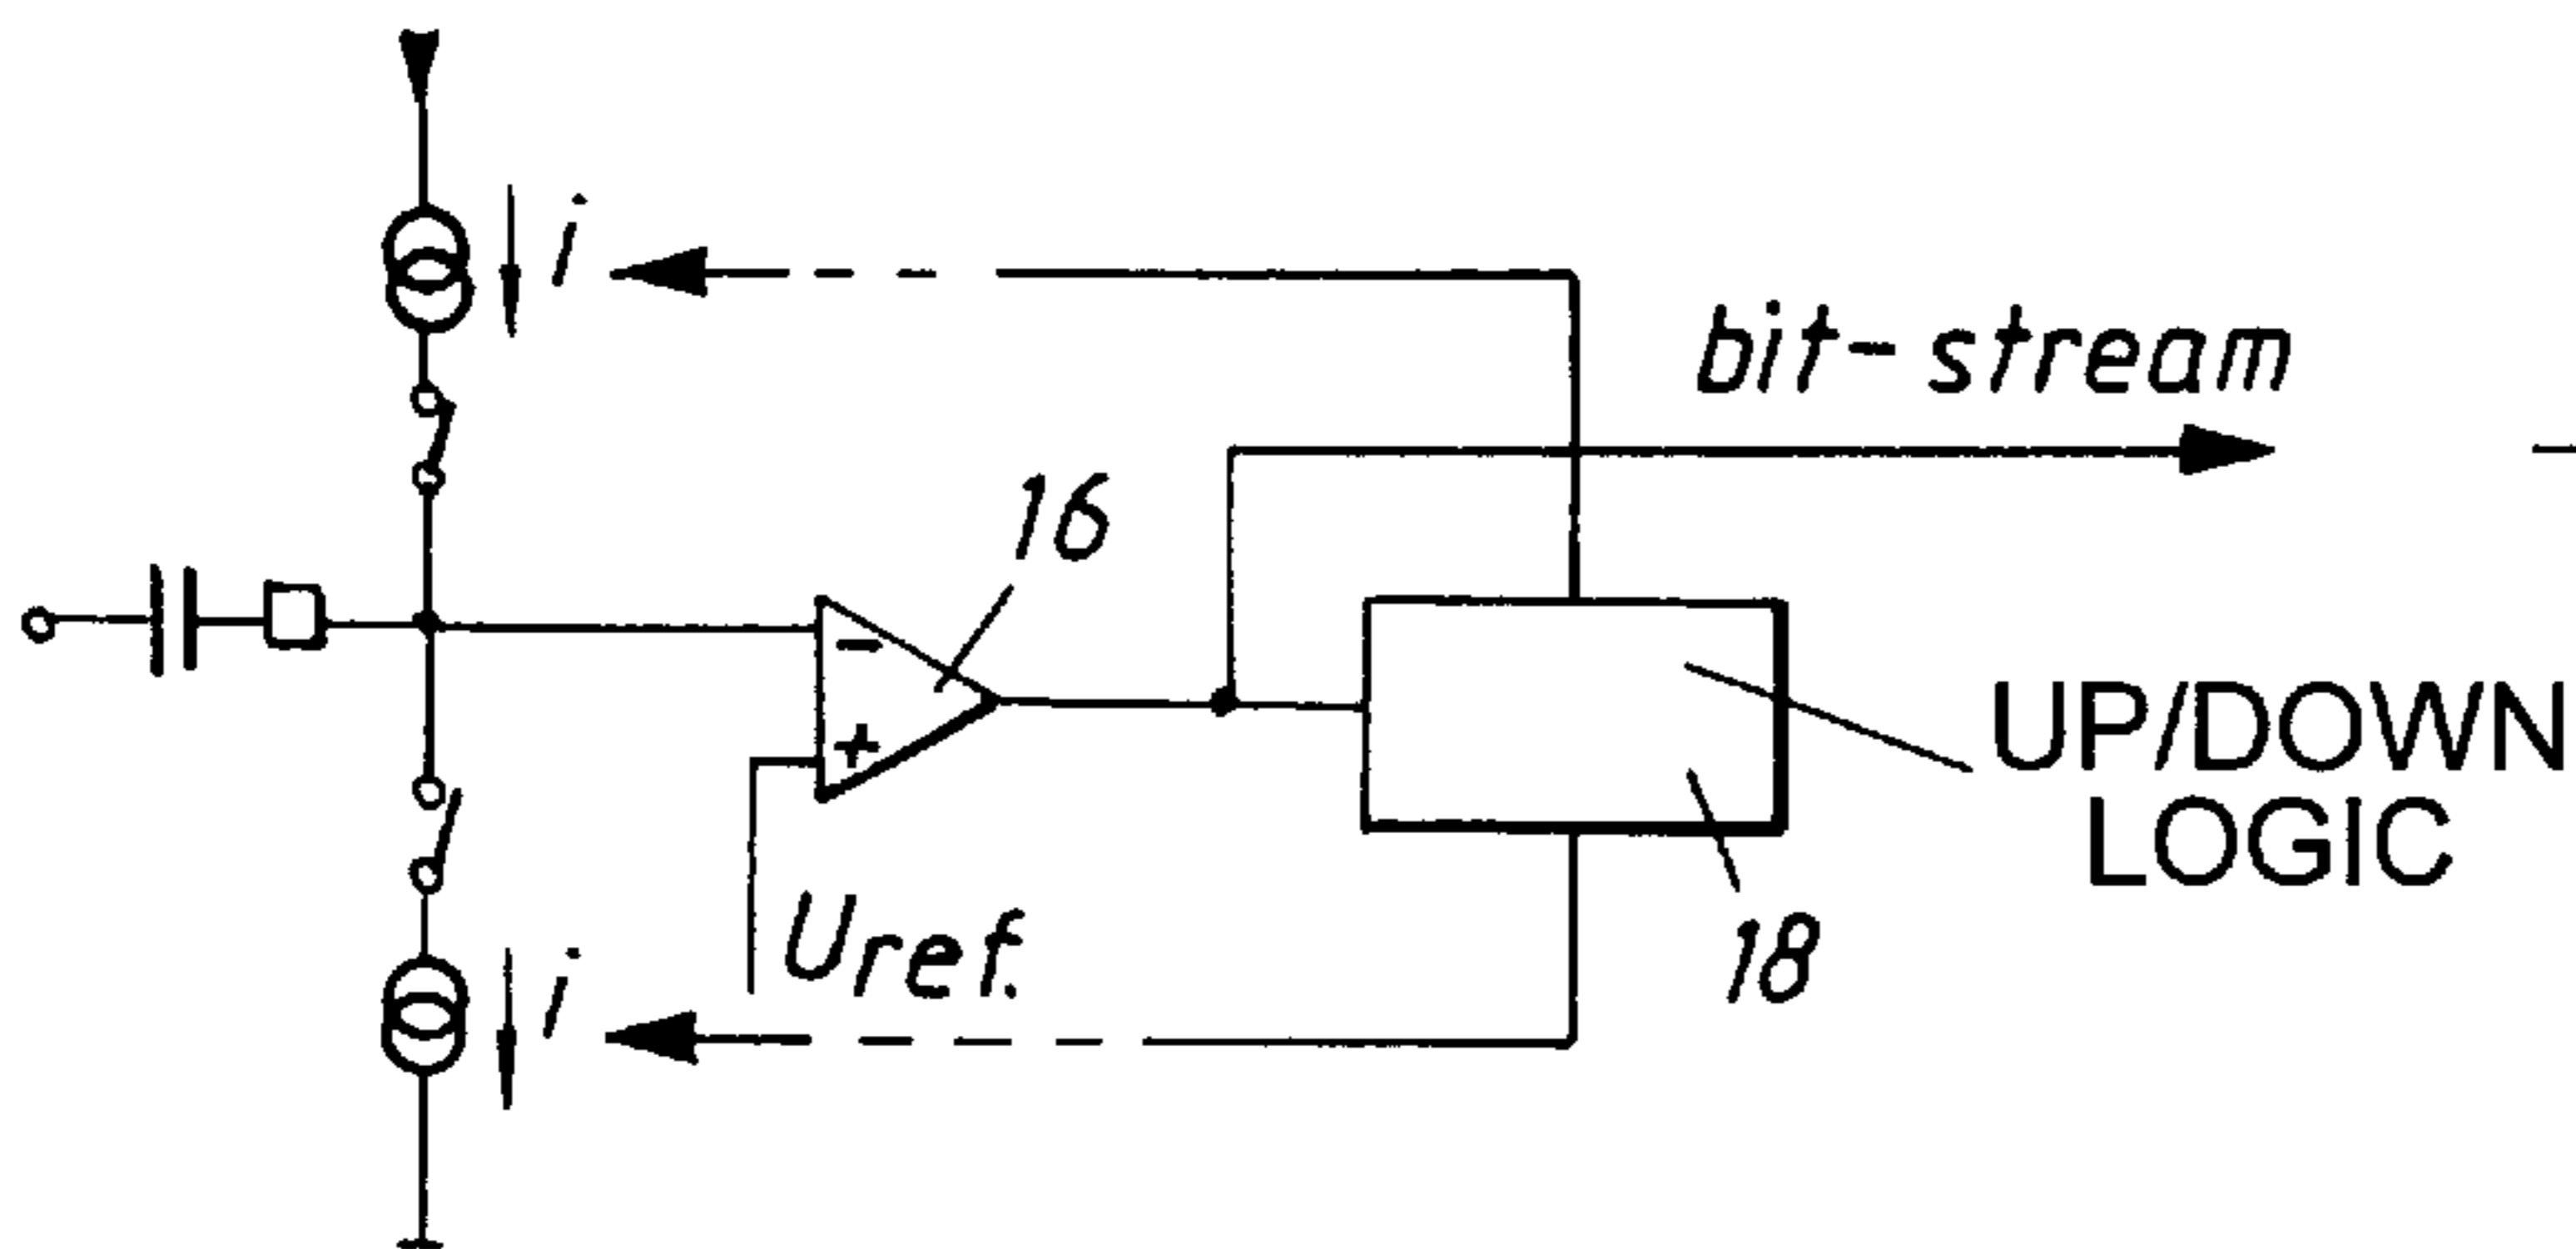 i
bit-stream
16
UP/DOWN
LOGIC
-
+
Uref.
18
i